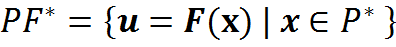 PF* = {u = F(x) | x ∈ P* }